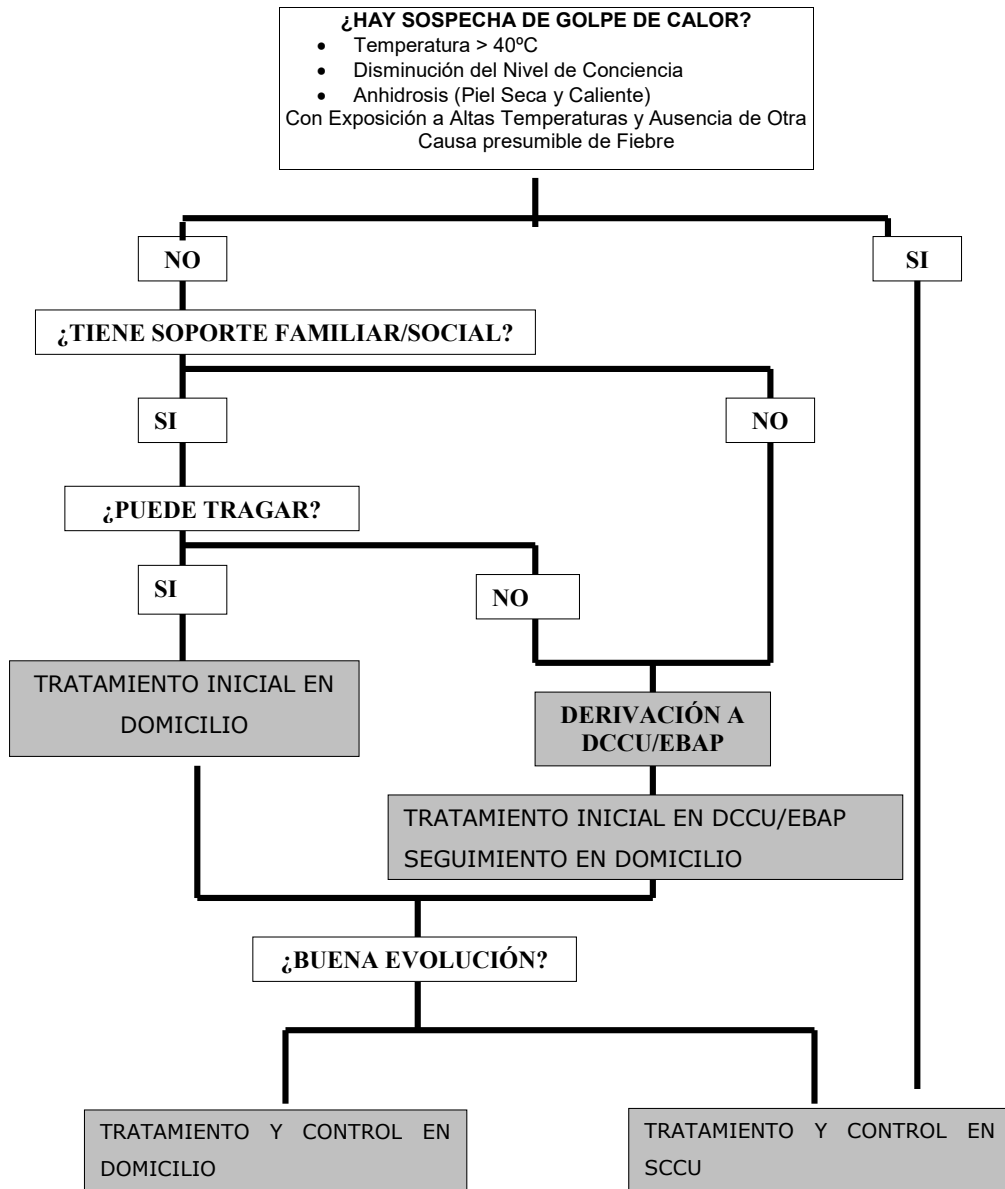 ¿HAY SOSPECHA DE GOLPE DE CALOR?
• Temperatura > 40ºC
• Disminución del Nivel de Conciencia
• Anhidrosis (Piel Seca y Caliente)
Con Exposición a Altas Temperaturas y Ausencia de Otra
Causa presumible de Fiebre
NO
SI
¿TIENE SOPORTE FAMILIAR/SOCIAL?
SI
NO
¿PUEDE TRAGAR?
SI
NO
TRATAMIENTO INICIAL EN
DOMICILIO
DERIVACIÓN A
DCCU/EBAP
TRATAMIENTO INICIAL EN DCCU/EBAP
SEGUIMIENTO EN DOMICILIO
¿BUENA EVOLUCIÓN?
TRATAMIENTO Y CONTROL EN
DOMICILIO
TRATAMIENTO Y CONTROL EN
SCCU